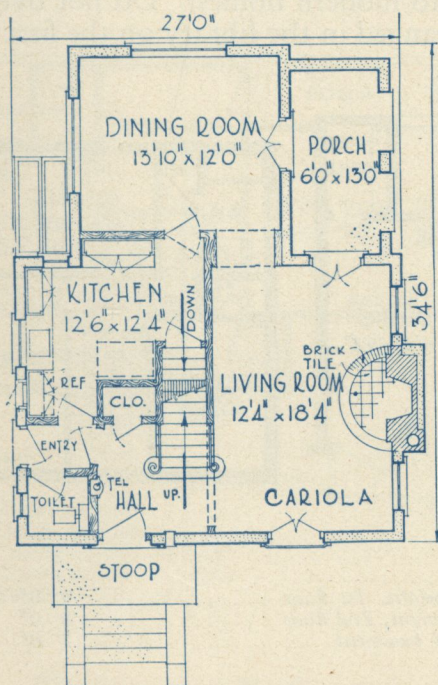 27'0"
DINING ROOM
13'10" x 12'0"
PORCH
6'0" x 13'0"
34'6"
KITCHEN
12'6" x 12'4"
DOWN
BRICK
TILE
REF
CLO.
LIVING ROOM
12'4" x 18'4"
ENTRY
TEL
TOILET
HALL
UP.
CARIOLA
STOOP